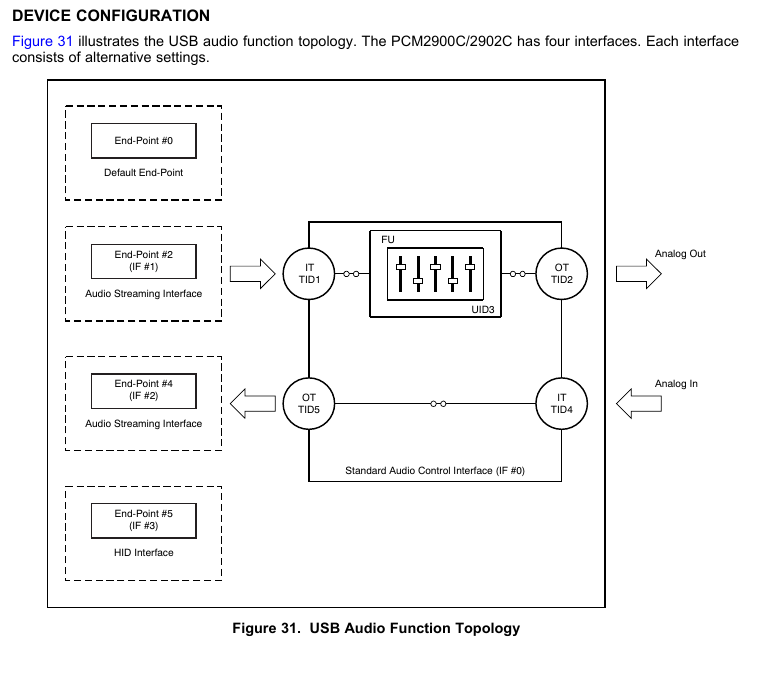 DEVICE CONFIGURATION
Figure 31 illustrates the USB audio function topology. The PCM2900C/2902C has four interfaces. Each interface
consists of alternative settings.
End-Point #0
Default End-Point
End-Point #2
(IF #1)
Audio Streaming Interface
IT
TID1
FU
UID3
OT
TID2
Analog Out
End-Point #4
(IF #2)
Audio Streaming Interface
OT
TID5
IT
TID4
Analog In
Standard Audio Control Interface (IF #0)
End-Point #5
(IF #3)
HID Interface
Figure 31. USB Audio Function Topology